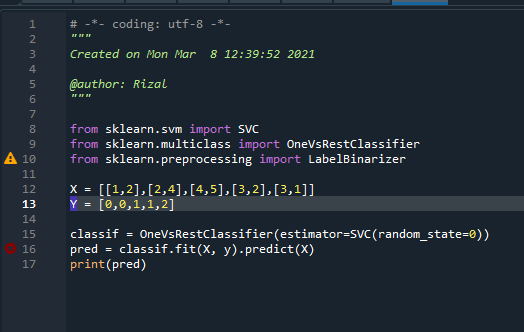 1 # -*- coding: utf-8 -*-
2 """
3 Created on Mon Mar  8 12:39:52 2021
4
5 @author: Rizal
6 """
7
8 from sklearn.svm import SVC
9 from sklearn.multiclass import OneVsRestClassifier
10 from sklearn.preprocessing import LabelBinarizer
11
12 X = [[1,2],[2,4],[4,5],[3,2],[3,1]]
13 Y = [0,0,1,1,2]
14
15 classif = OneVsRestClassifier(estimator=SVC(random_state=0))
16 pred = classif.fit(X, y).predict(X)
17 print(pred)